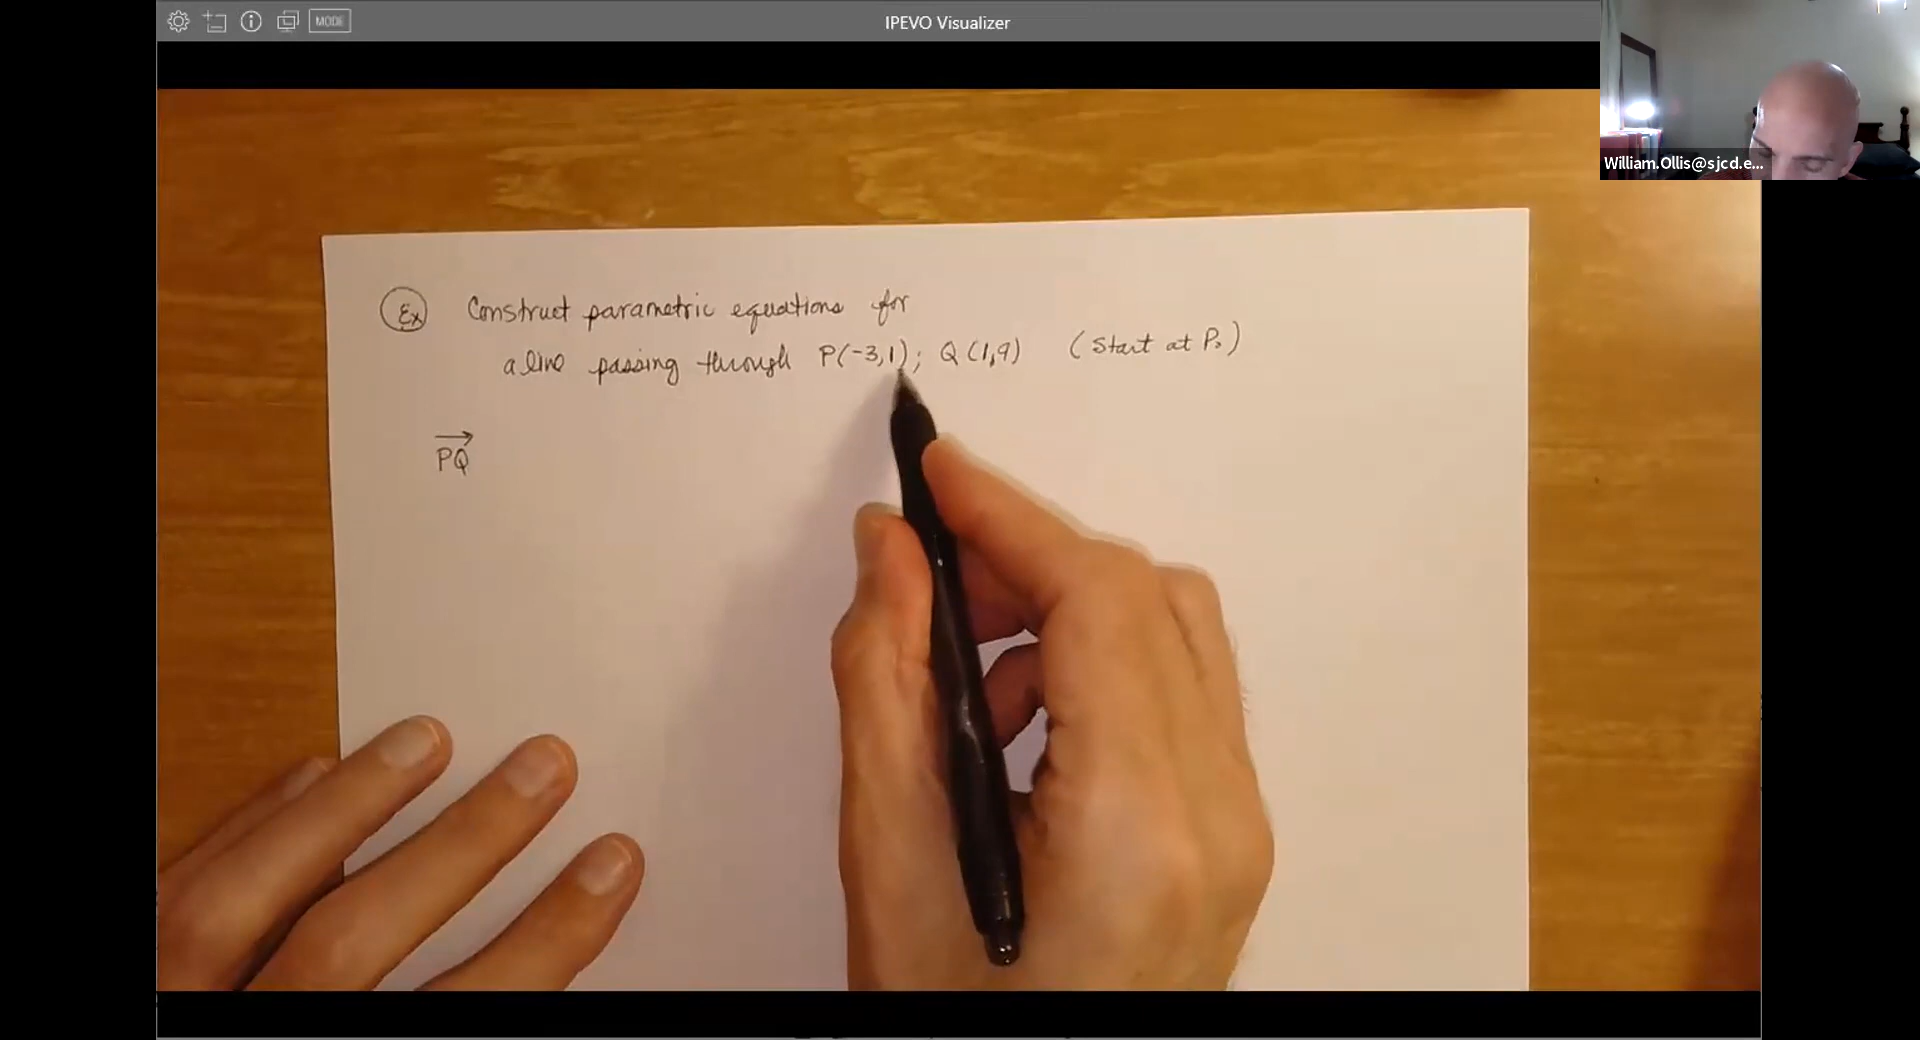 MODE
IPEVO Visualizer
William.Ollis@sjcd.e...
Ex Construct parametric equations for
a line passing through P(-3,1); Q(1,9) (Start at P.)
PQ